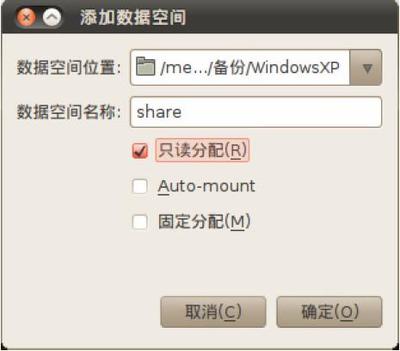 添加数据空间
数据空间位置: /me.../备份/WindowsXP
数据空间名称: share
只读分配(R)
Auto-mount
固定分配(M)
取消(C) 确定(O)